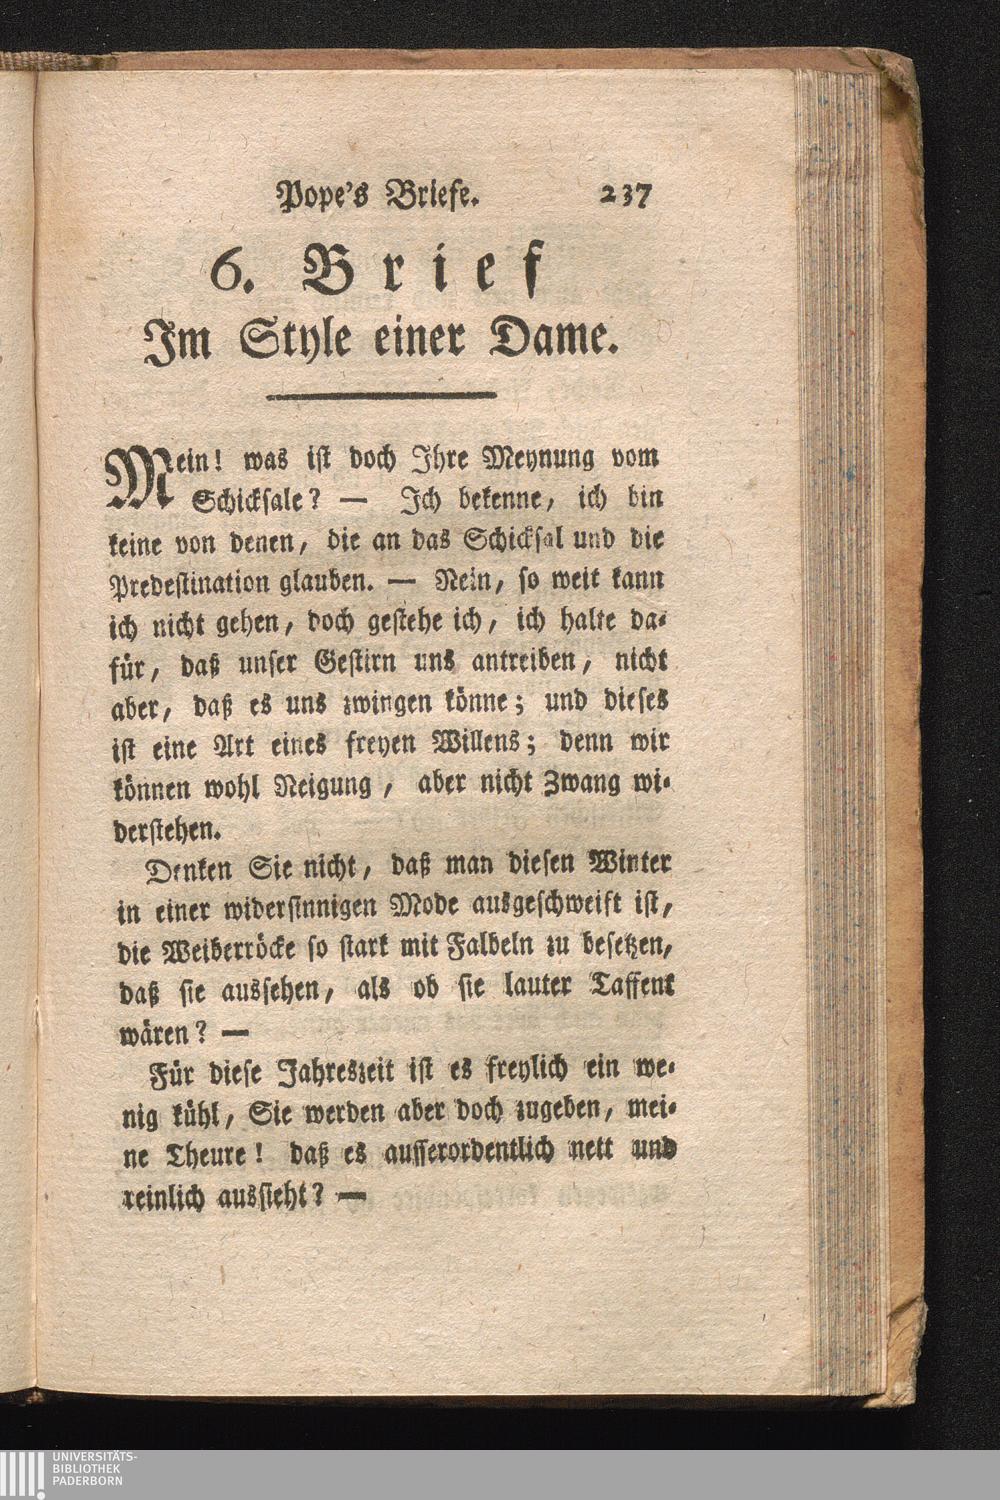 Pope's Briefe. 237
6. Brief
Im Style einer Dame.
Mein! was ist doch Ihre Meynung vom
Schicksale? — Ich bekenne, ich bin
keine von denen, die an das Schicksal und die
Predestination glauben. — Nein, so weit kann
ich nicht gehen, doch gestehe ich, ich halte da-
für, daß unser Gestirn uns antreiben, nicht
aber, daß es uns zwingen könne; und dieses
ist eine Art eines freyen Willens; denn wir
können wohl Neigung, aber nicht Zwang wi-
derstehen.
Denken Sie nicht, daß man diesen Winter
in einer widersinnigen Mode ausgeschweift ist,
die Weiberröcke so stark mit Falbeln zu besetzen,
daß sie aussehen, als ob sie lauter Taffent
wären? —
Für diese Jahreszeit ist es freylich ein we-
nig kühl, Sie werden aber doch zugeben, mei-
ne Theure! daß es ausserordentlich nett und
reinlich aussieht? —
UNIVERSITÄTS-
BIBLIOTHEK
PADERBORN